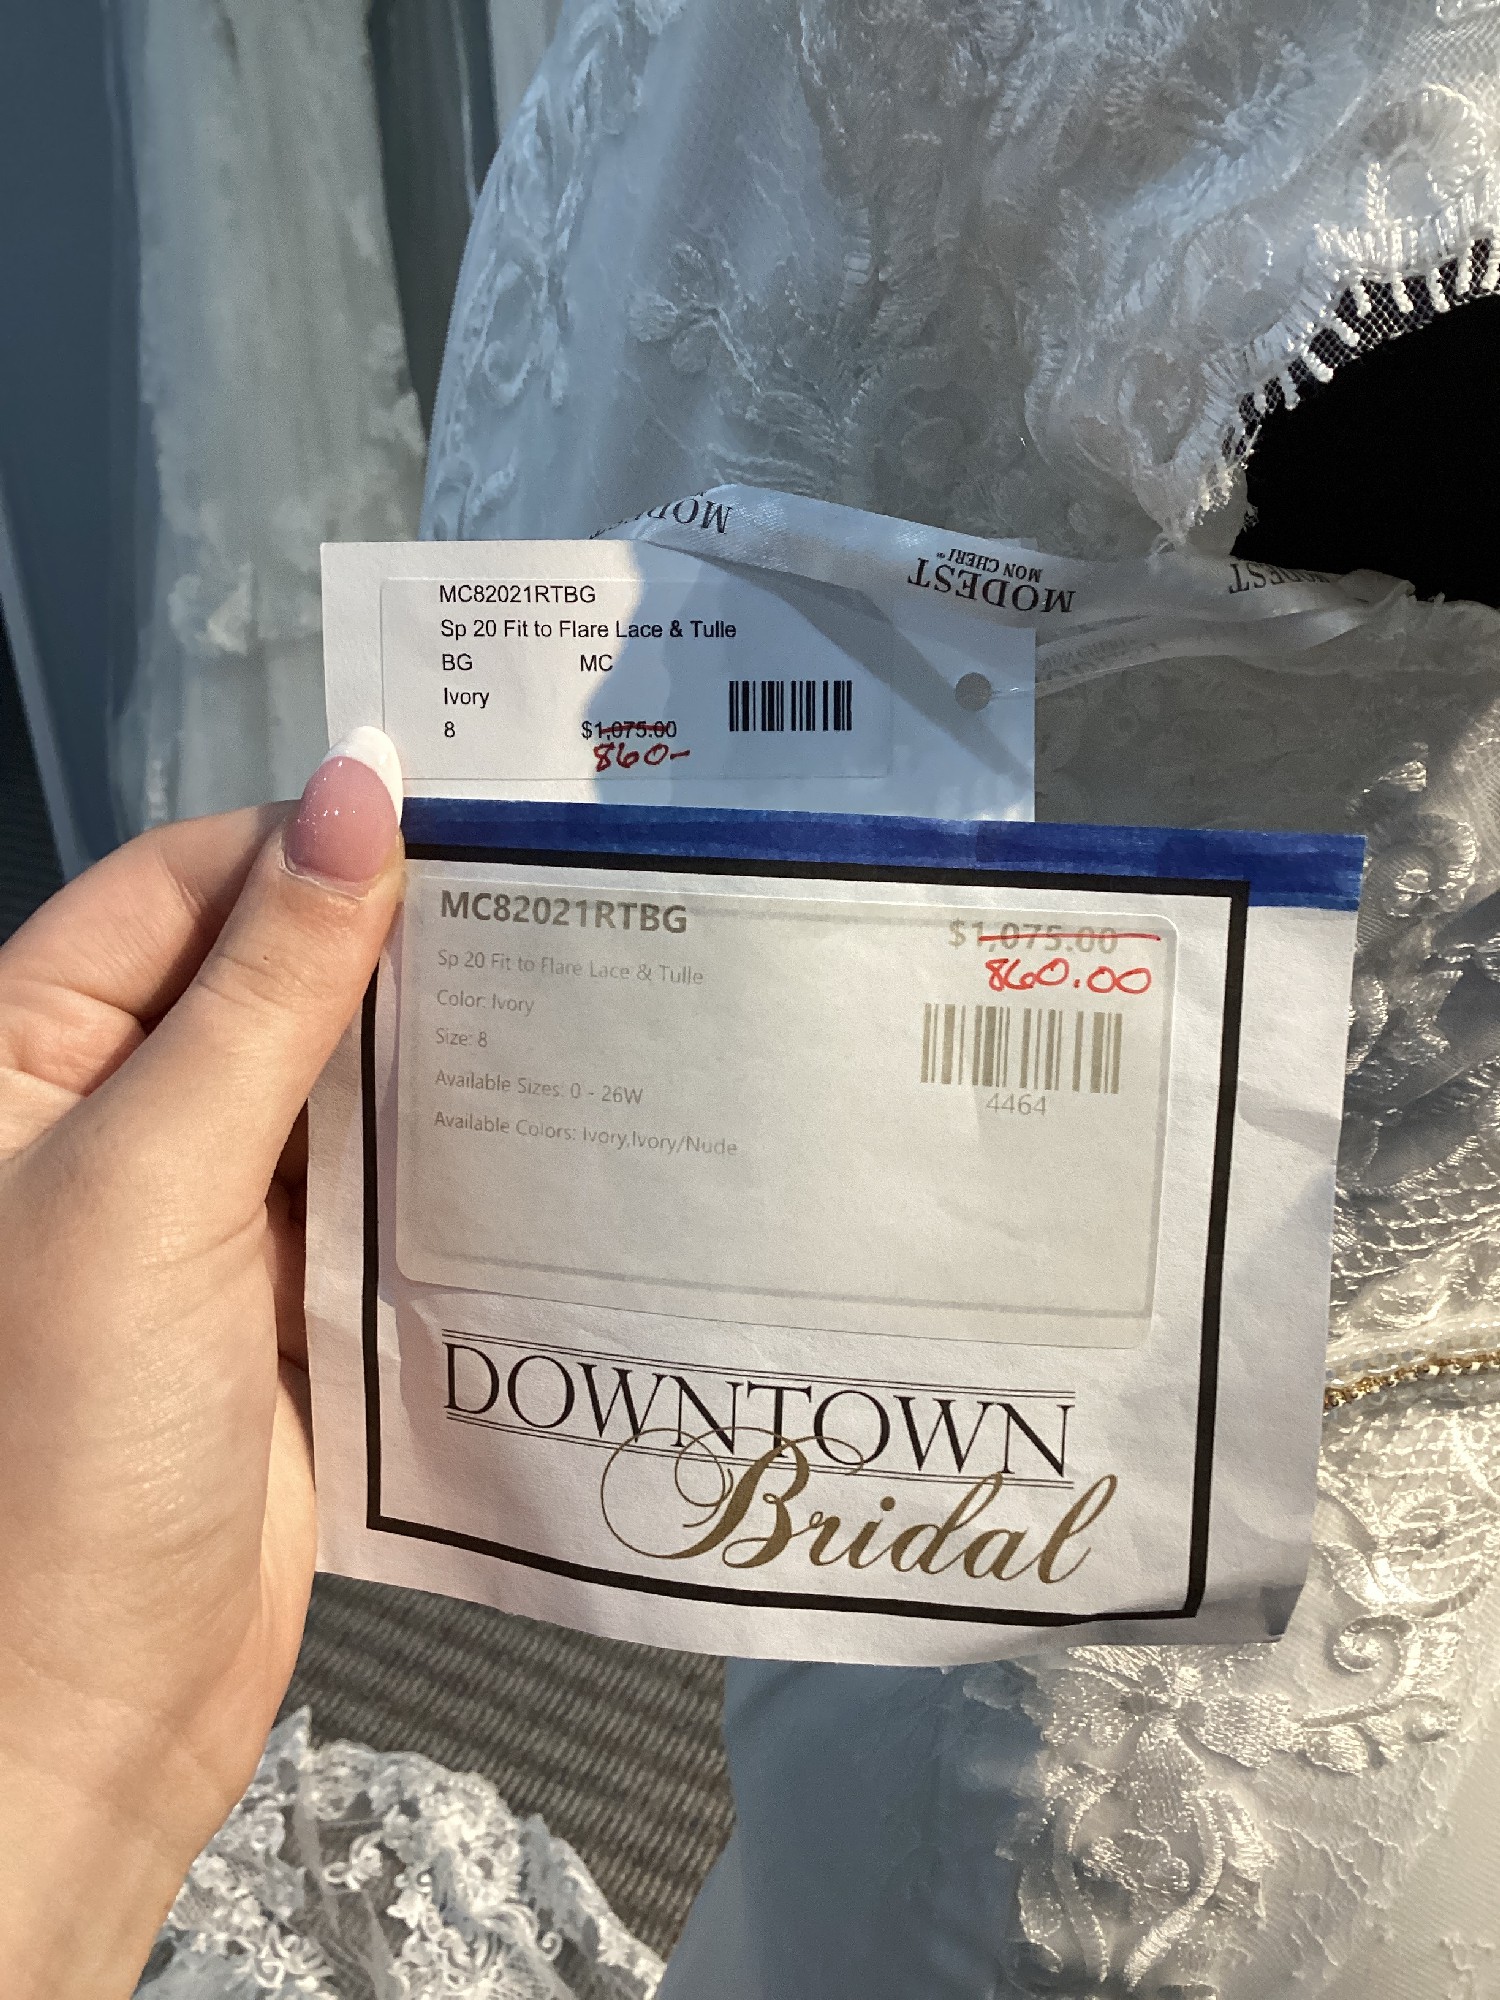 MODEST
MODEST
MON CHERI
MODEST
MC82021RTBG
Sp 20 Fit to Flare Lace & Tulle
BG MC
Ivory
8 $1,075.00
860-
MC82021RTBG
$1,075.00
860.00
Sp 20 Fit to Flare Lace & Tulle
Color: Ivory
Size: 8
Available Sizes: 0 - 26W
Available Colors: Ivory,Ivory/Nude
4464
DOWNTOWN
Bridal